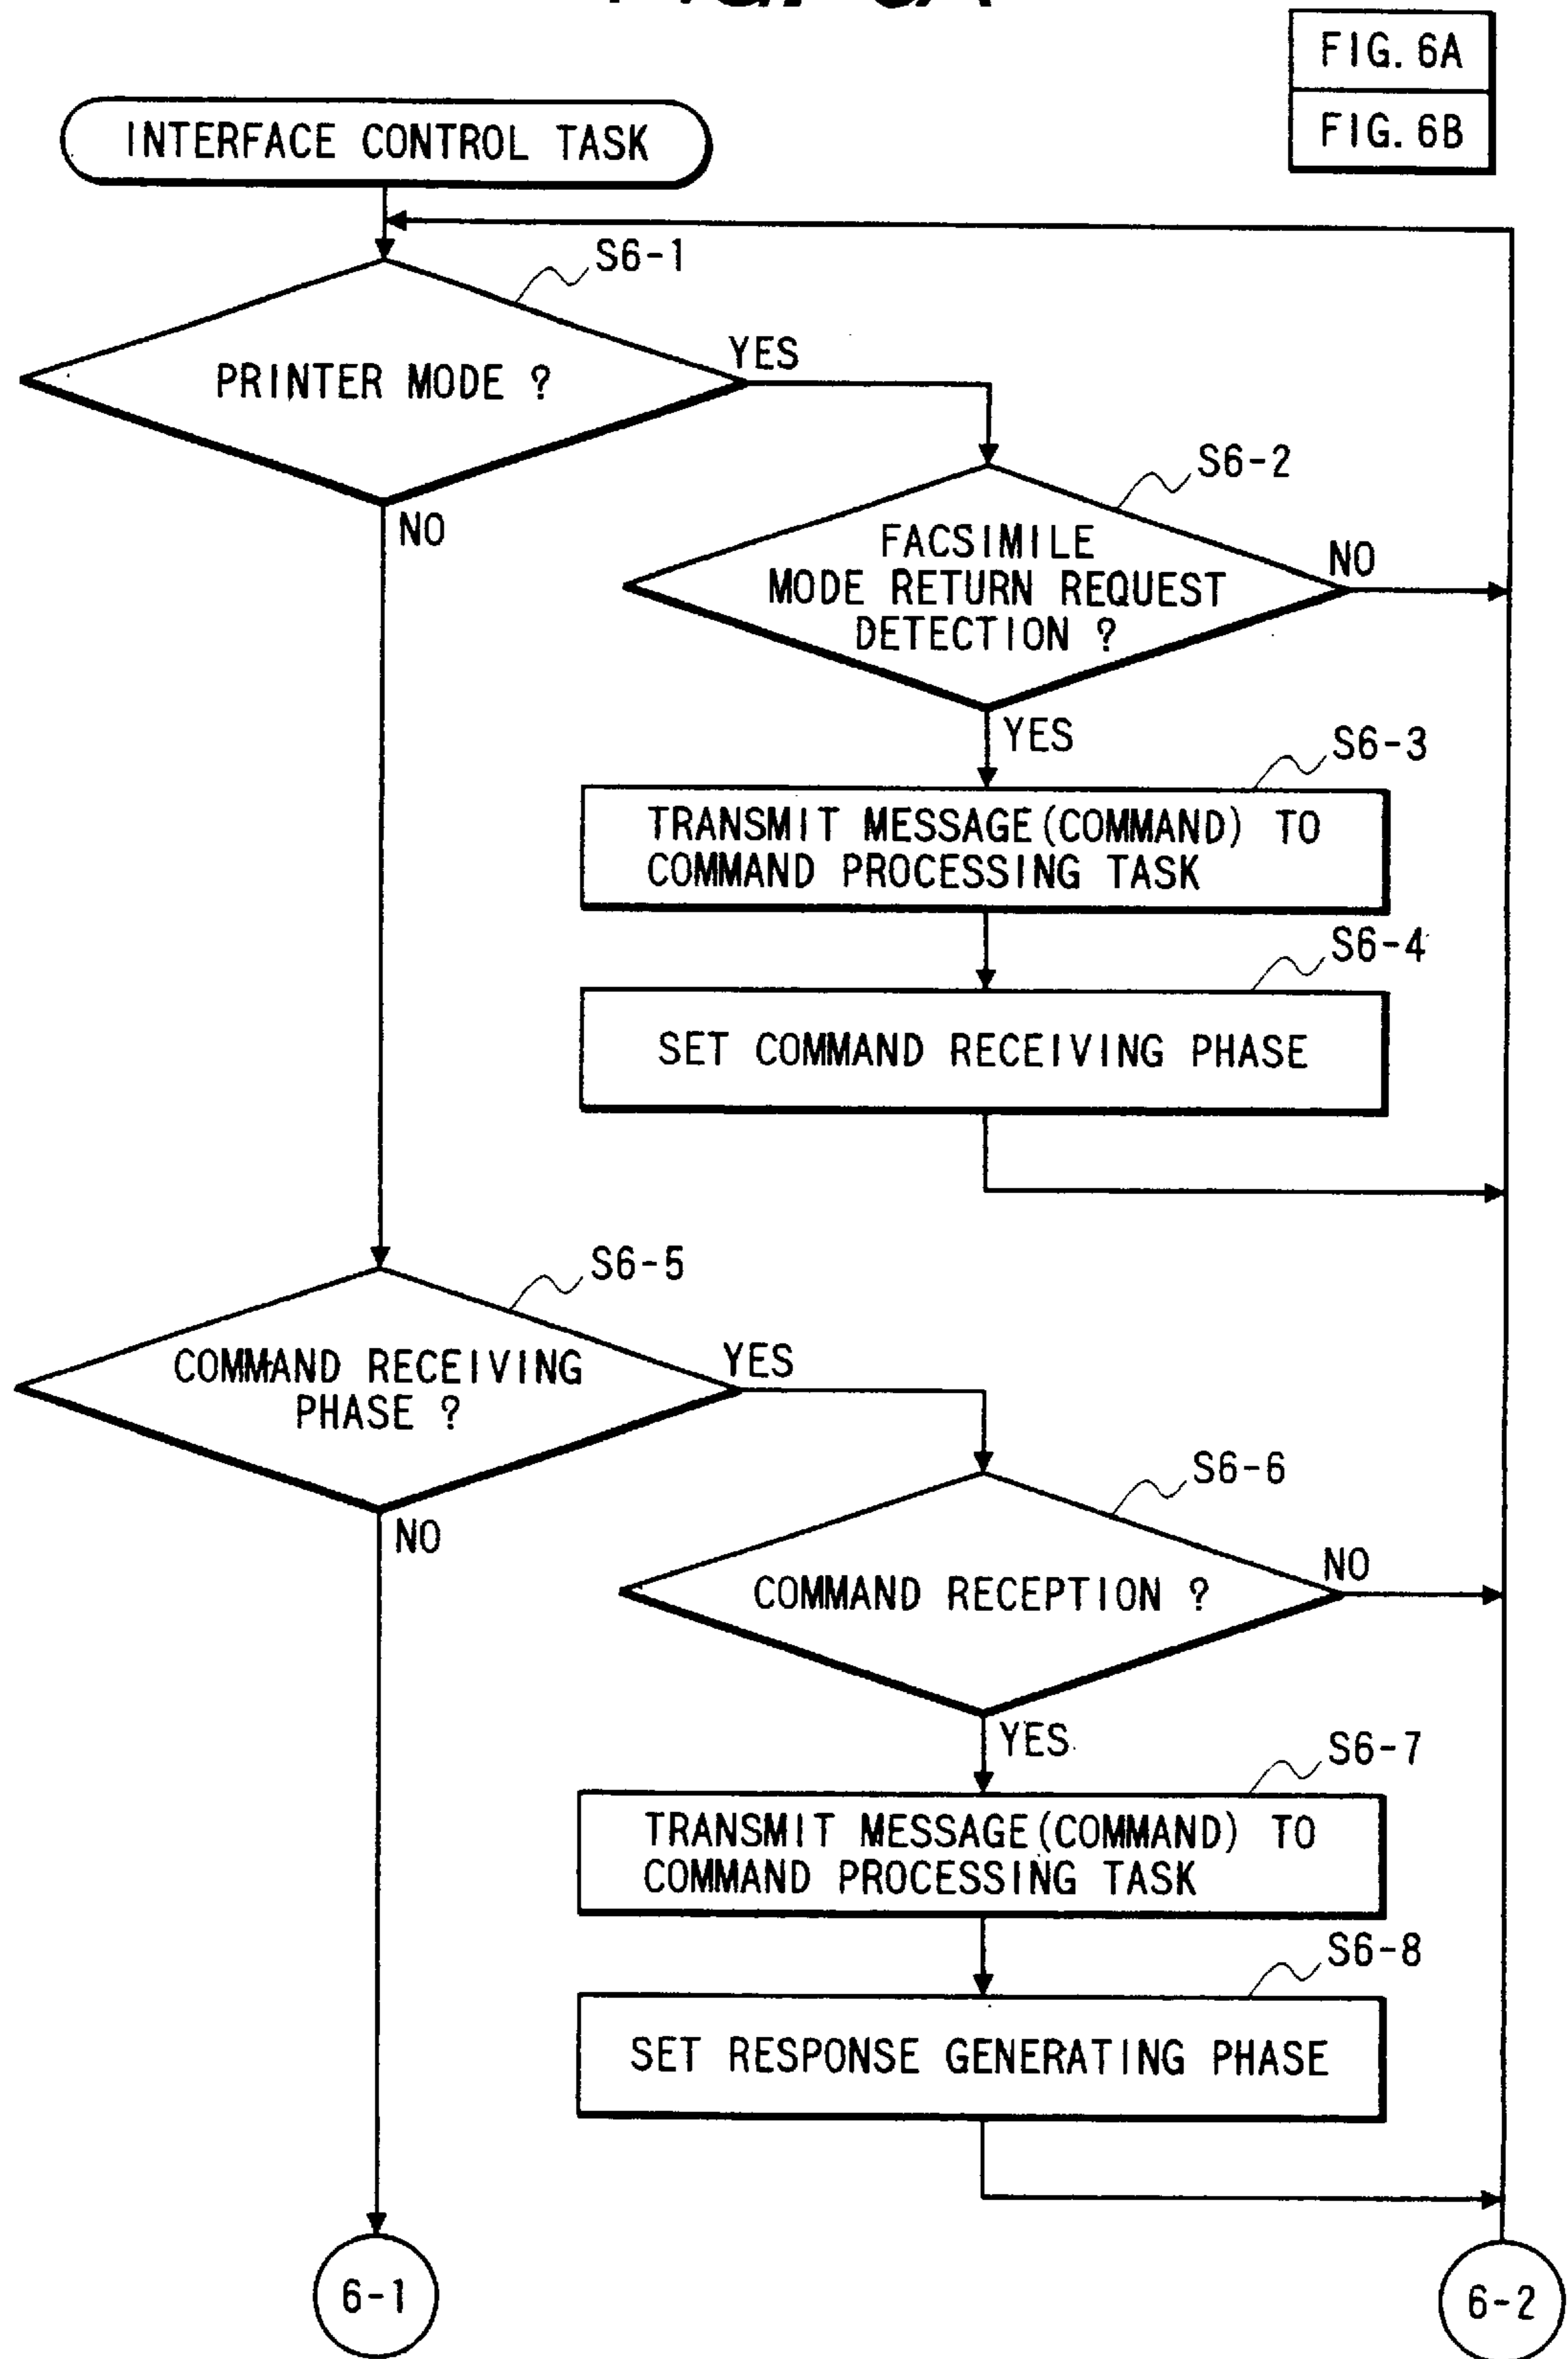 FIG. 6A
FIG. 6A
FIG. 6B
INTERFACE CONTROL TASK
S6-1
PRINTER MODE ?
YES
NO
S6-2
FACSIMILE
MODE RETURN REQUEST
DETECTION ?
NO
YES
S6-3
TRANSMIT MESSAGE(COMMAND) TO
COMMAND PROCESSING TASK
S6-4
SET COMMAND RECEIVING PHASE
S6-5
COMMAND RECEIVING
PHASE ?
YES
NO
S6-6
COMMAND RECEPTION ?
NO
YES
S6-7
TRANSMIT MESSAGE(COMMAND) TO
COMMAND PROCESSING TASK
S6-8
SET RESPONSE GENERATING PHASE
6-1
6-2